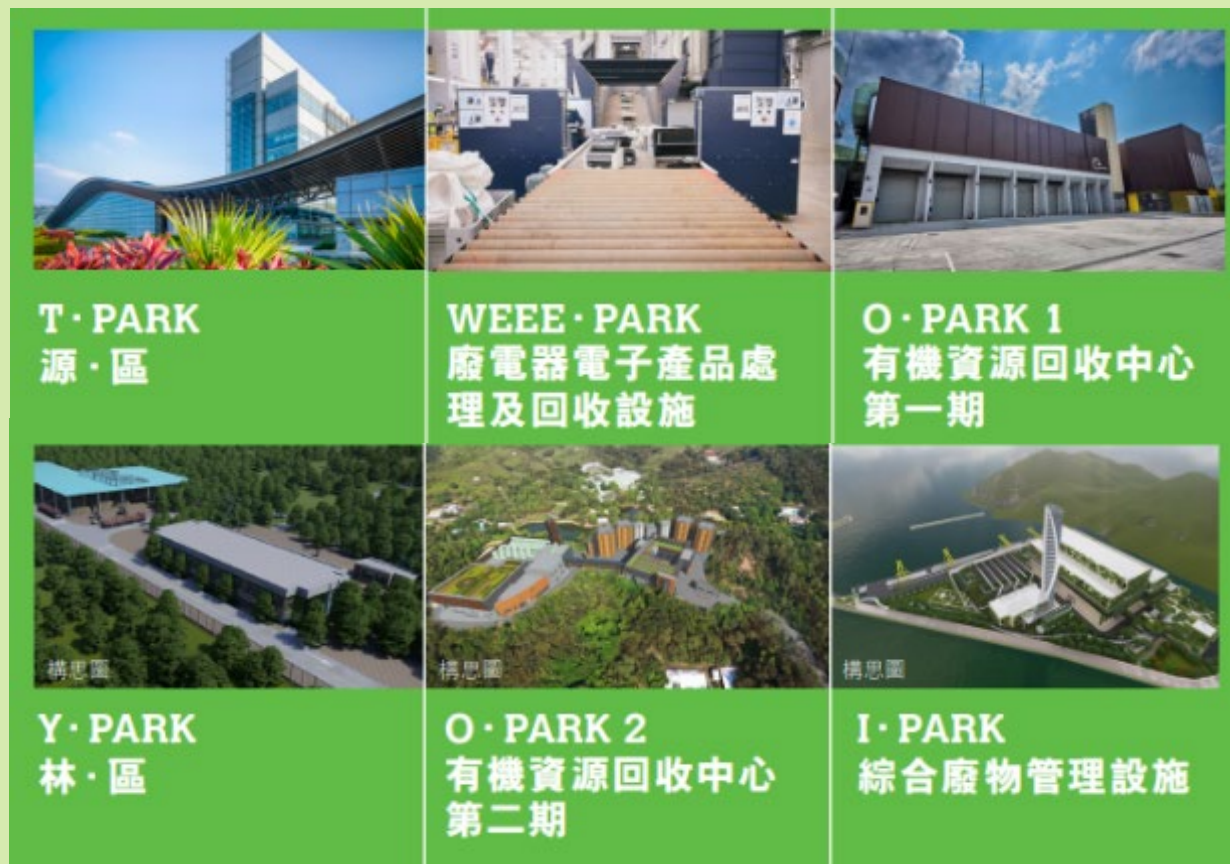 T·PARK
源·區
WEEE·PARK
廢電器電子產品處
理及回收設施
O·PARK 1
有機資源回收中心
第一期
構思圖
Y·PARK
林·區
構思圖
O·PARK 2
有機資源回收中心
第二期
構思圖
I·PARK
綜合廢物管理設施